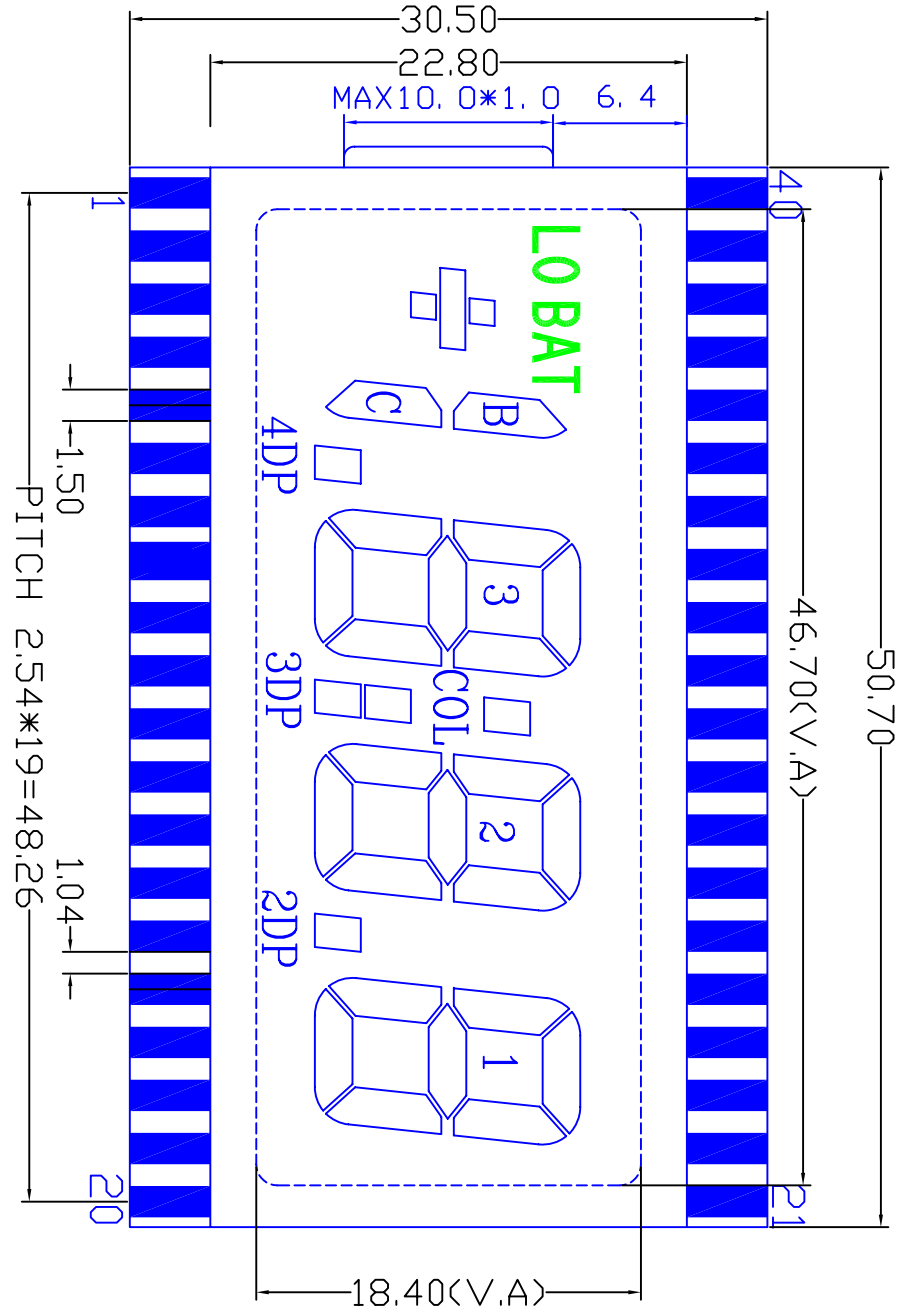 30.50
22.80
MAX10.0*1.0
6.4
1
40
LO BAT
C
B
4DP
1.50
3
46.70(V.A)
50.70
PITCH 2.54*19=48.26
3DP
COL
2
1.04
2DP
1
20
21
18.40(V.A)